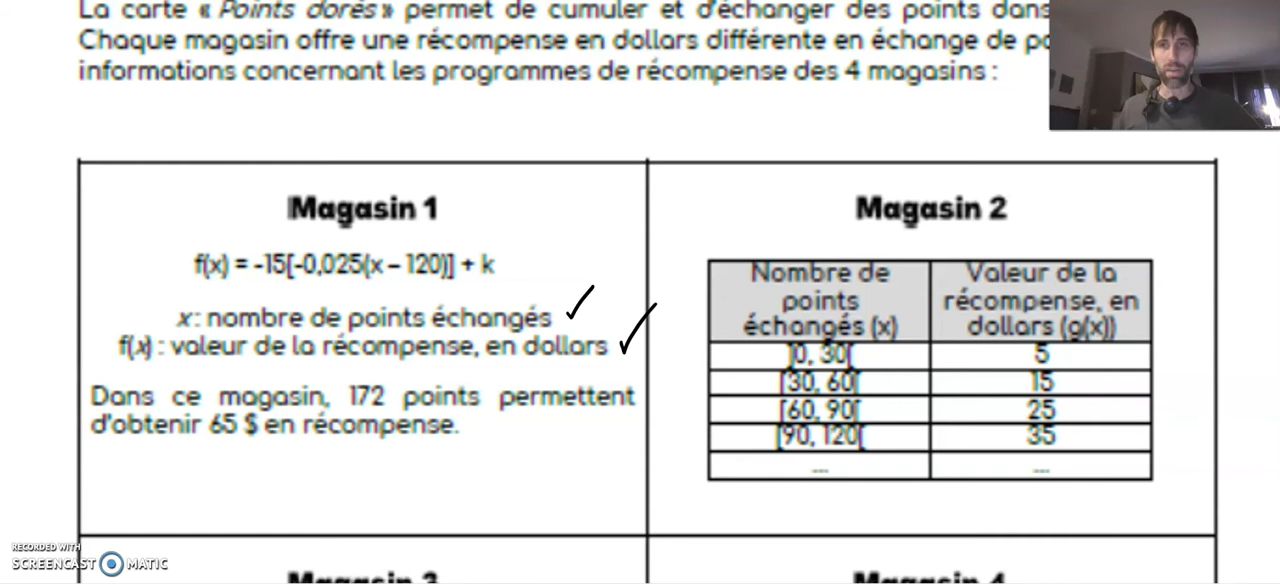 La carte « Points dorés » permet de cumuler et d'échanger des points dans
Chaque magasin offre une récompense en dollars différente en échange de
informations concernant les programmes de récompense des 4 magasins :
Magasin 1
f(x) = -15[-0,025(x – 120)] + k
x : nombre de points échangés
f(x) : valeur de la récompense, en dollars
Dans ce magasin, 172 points permettent
d'obtenir 65 $ en récompense.
Magasin 2
Nombre de points échangés (x) Valeur de la récompense, en dollars (g(x))
]0, 30[ 5
[30, 60[ 15
[60, 90[ 25
[90, 120[ 35
... ...
RECORDED WITH
SCREENCAST MATIC
Magasin 3
Magasin 4